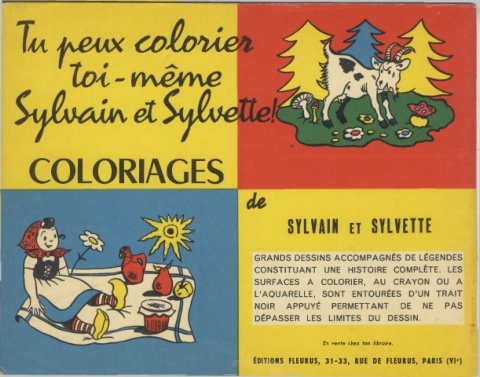 Tu peux colorier
toi-même
Sylvain et Sylvette!
COLORIAGES
de
SYLVAIN ET SYLVETTE
GRANDS DESSINS ACCOMPAGNÉS DE LÉGENDES
CONSTITUANT UNE HISTOIRE COMPLÈTE. LES
SURFACES A COLORIER, AU CRAYON OU A
L'AQUARELLE, SONT ENTOURÉES D'UN TRAIT
NOIR APPUYÉ PERMETTANT DE NE PAS
DÉPASSER LES LIMITES DU DESSIN.
En vente chez ton libraire.
ÉDITIONS FLEURUS, 31-33, RUE DE FLEURUS, PARIS (VIe)